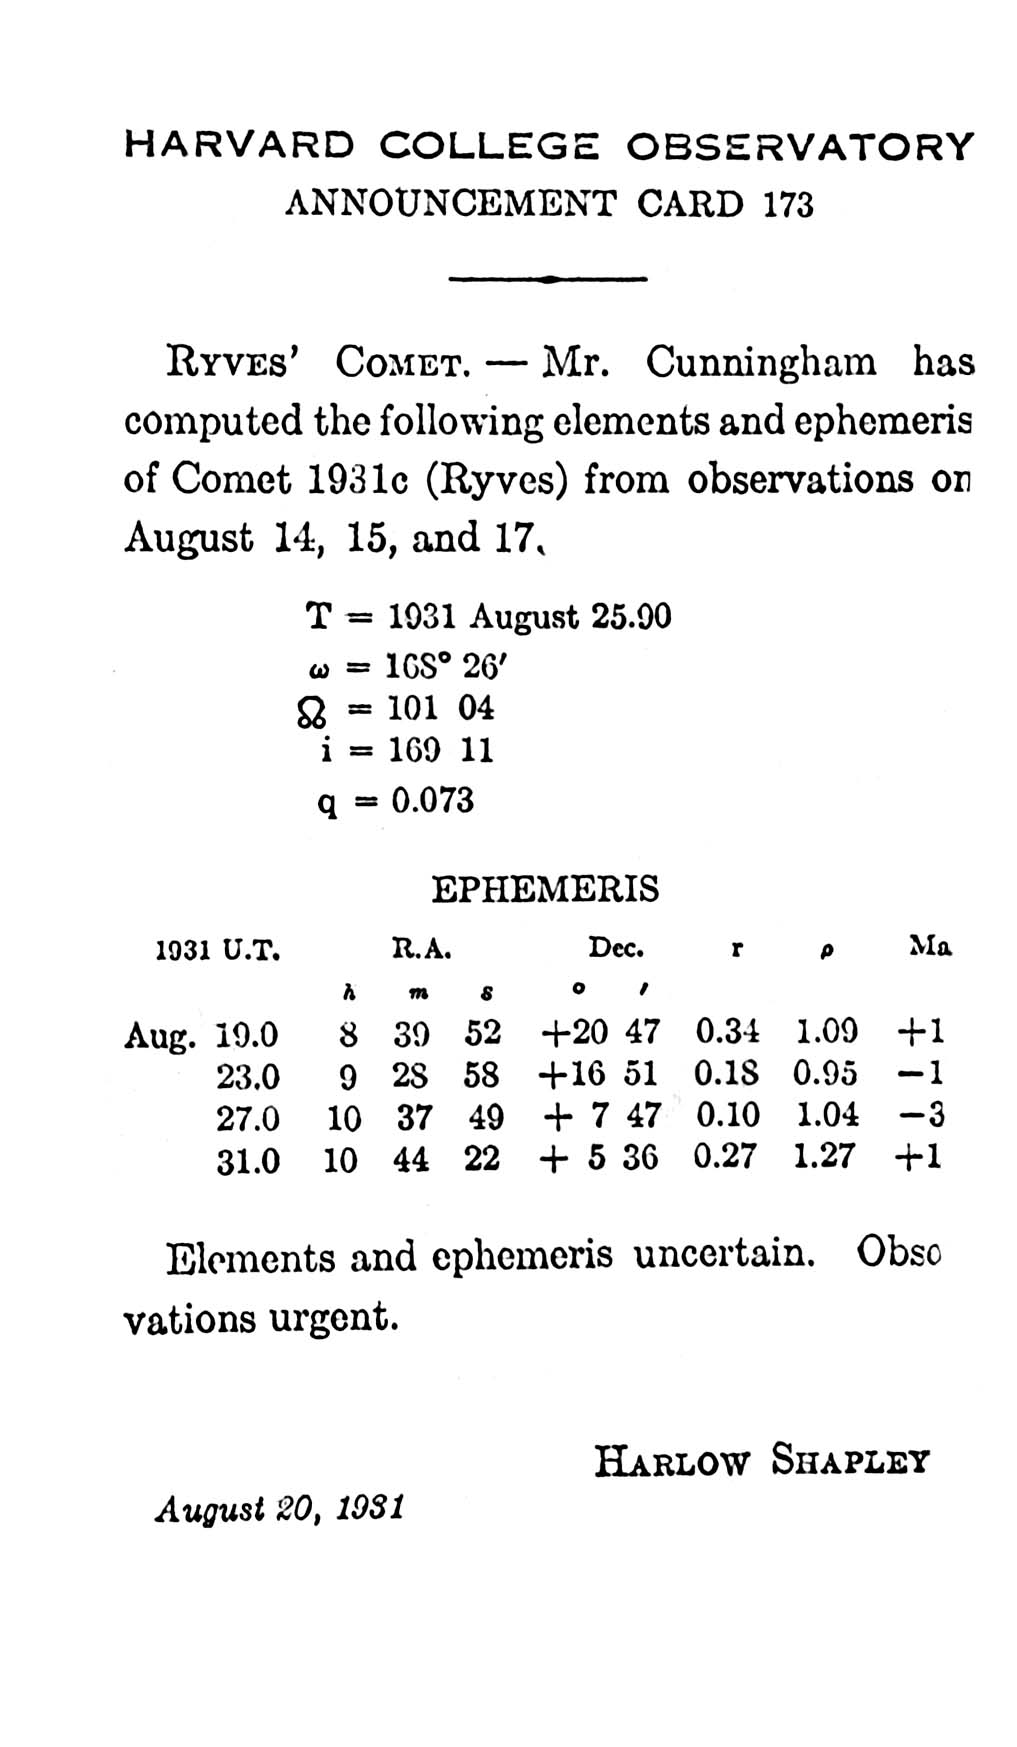 HARVARD COLLEGE OBSERVATORY
ANNOUNCEMENT CARD 173
RYVES' COMET. — Mr. Cunningham has
computed the following elements and ephemeris
of Comet 1931c (Ryves) from observations on
August 14, 15, and 17.
T = 1931 August 25.90
ω = 168° 26′
☊ = 101 04
i = 169 11
q = 0.073
EPHEMERIS
1931 U.T. R.A. Dec. r ρ Ma
h m s ° ′
Aug. 19.0 8 39 52 +20 47 0.34 1.09 +1
23.0 9 28 58 +16 51 0.18 0.95 −1
27.0 10 37 49 + 7 47 0.10 1.04 −3
31.0 10 44 22 + 5 36 0.27 1.27 +1
Elements and ephemeris uncertain. Obse
vations urgent.
HARLOW SHAPLEY
August 20, 1931